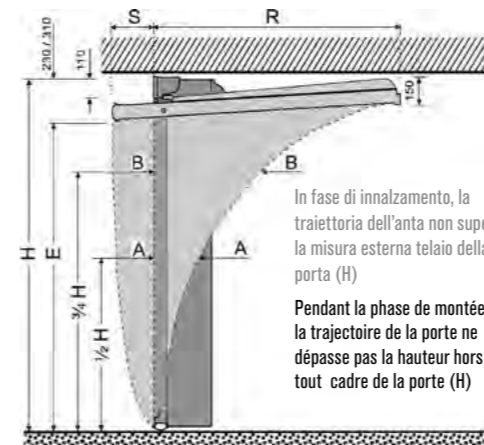 S
R
230 / 310
110
150
B
B
In fase di innalzamento, la
traiettoria dell'anta non supe
la misura esterna telaio della
porta (H)
H
E
A
A
¾ H
½ H
Pendant la phase de montée
la trajectoire de la porte ne
dépasse pas la hauteur hors
tout cadre de la porte (H)